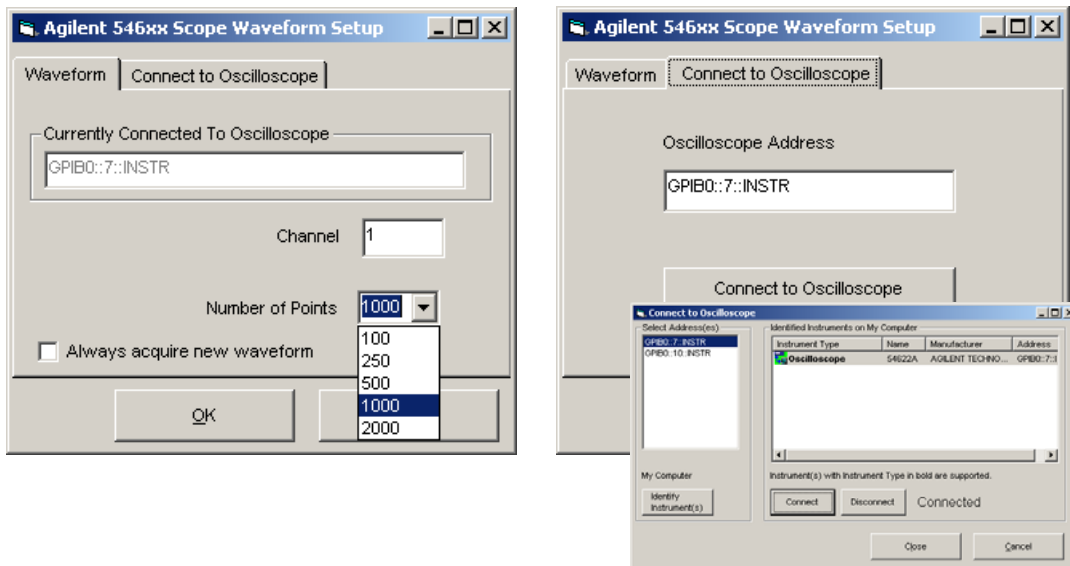 Agilent 546xx Scope Waveform Setup
Waveform
Connect to Oscilloscope
Currently Connected To Oscilloscope
GPIB0::7::INSTR
Channel
1
Number of Points
1000
100
250
500
1000
2000
Always acquire new waveform
OK
Agilent 546xx Scope Waveform Setup
Waveform
Connect to Oscilloscope
Oscilloscope Address
GPIB0::7::INSTR
Connect to Oscilloscope
Connect to Oscilloscope
Select Address(es)
GPIB0::7::INSTR
GPIB0::10::INSTR
My Computer
Identify
Instrument(s)
Identified Instruments on My Computer
Instrument Type Name Manufacturer Address
Oscilloscope 54622A AGILENT TECHNO... GPIB0::7::I
Instrument(s) with Instrument Type in bold are supported.
Connect
Disconnect
Connected
Close
Cancel